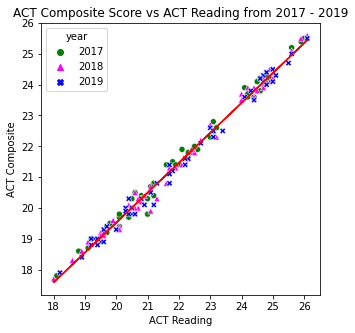 ACT Composite Score vs ACT Reading from 2017 - 2019
year
2017
2018
2019
ACT Composite
26
25
24
23
22
21
20
19
18
18 19 20 21 22 23 24 25 26
ACT Reading